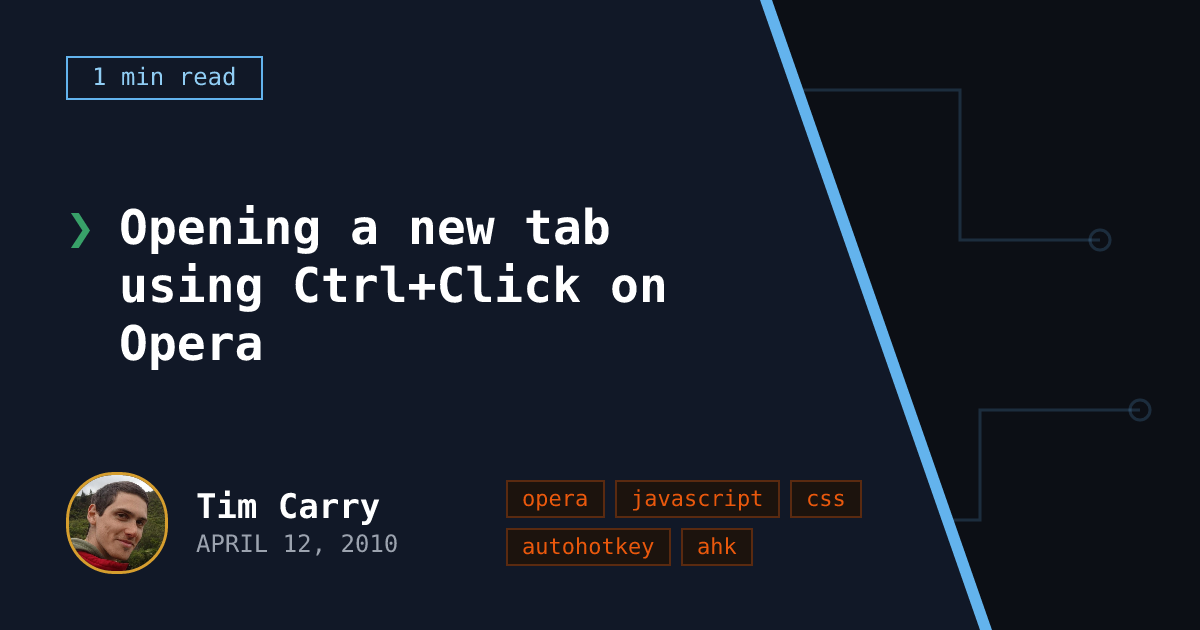 1 min read
❯ Opening a new tab
using Ctrl+Click on
Opera
Tim Carry
APRIL 12, 2010
opera javascript css
autohotkey ahk